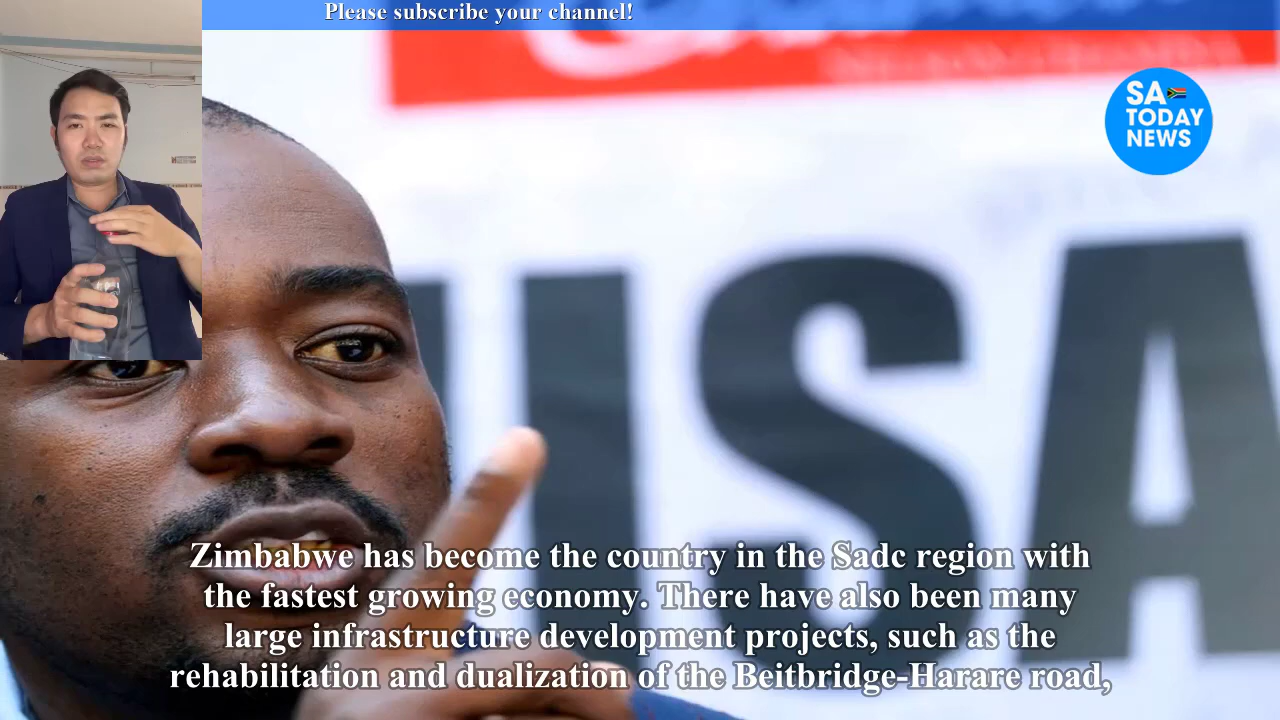 Please subscribe your channel!
SA
TODAY
NEWS
ISA
Zimbabwe has become the country in the Sadc region with
the fastest growing economy. There have also been many
large infrastructure development projects, such as the
rehabilitation and dualization of the Beitbridge-Harare road,